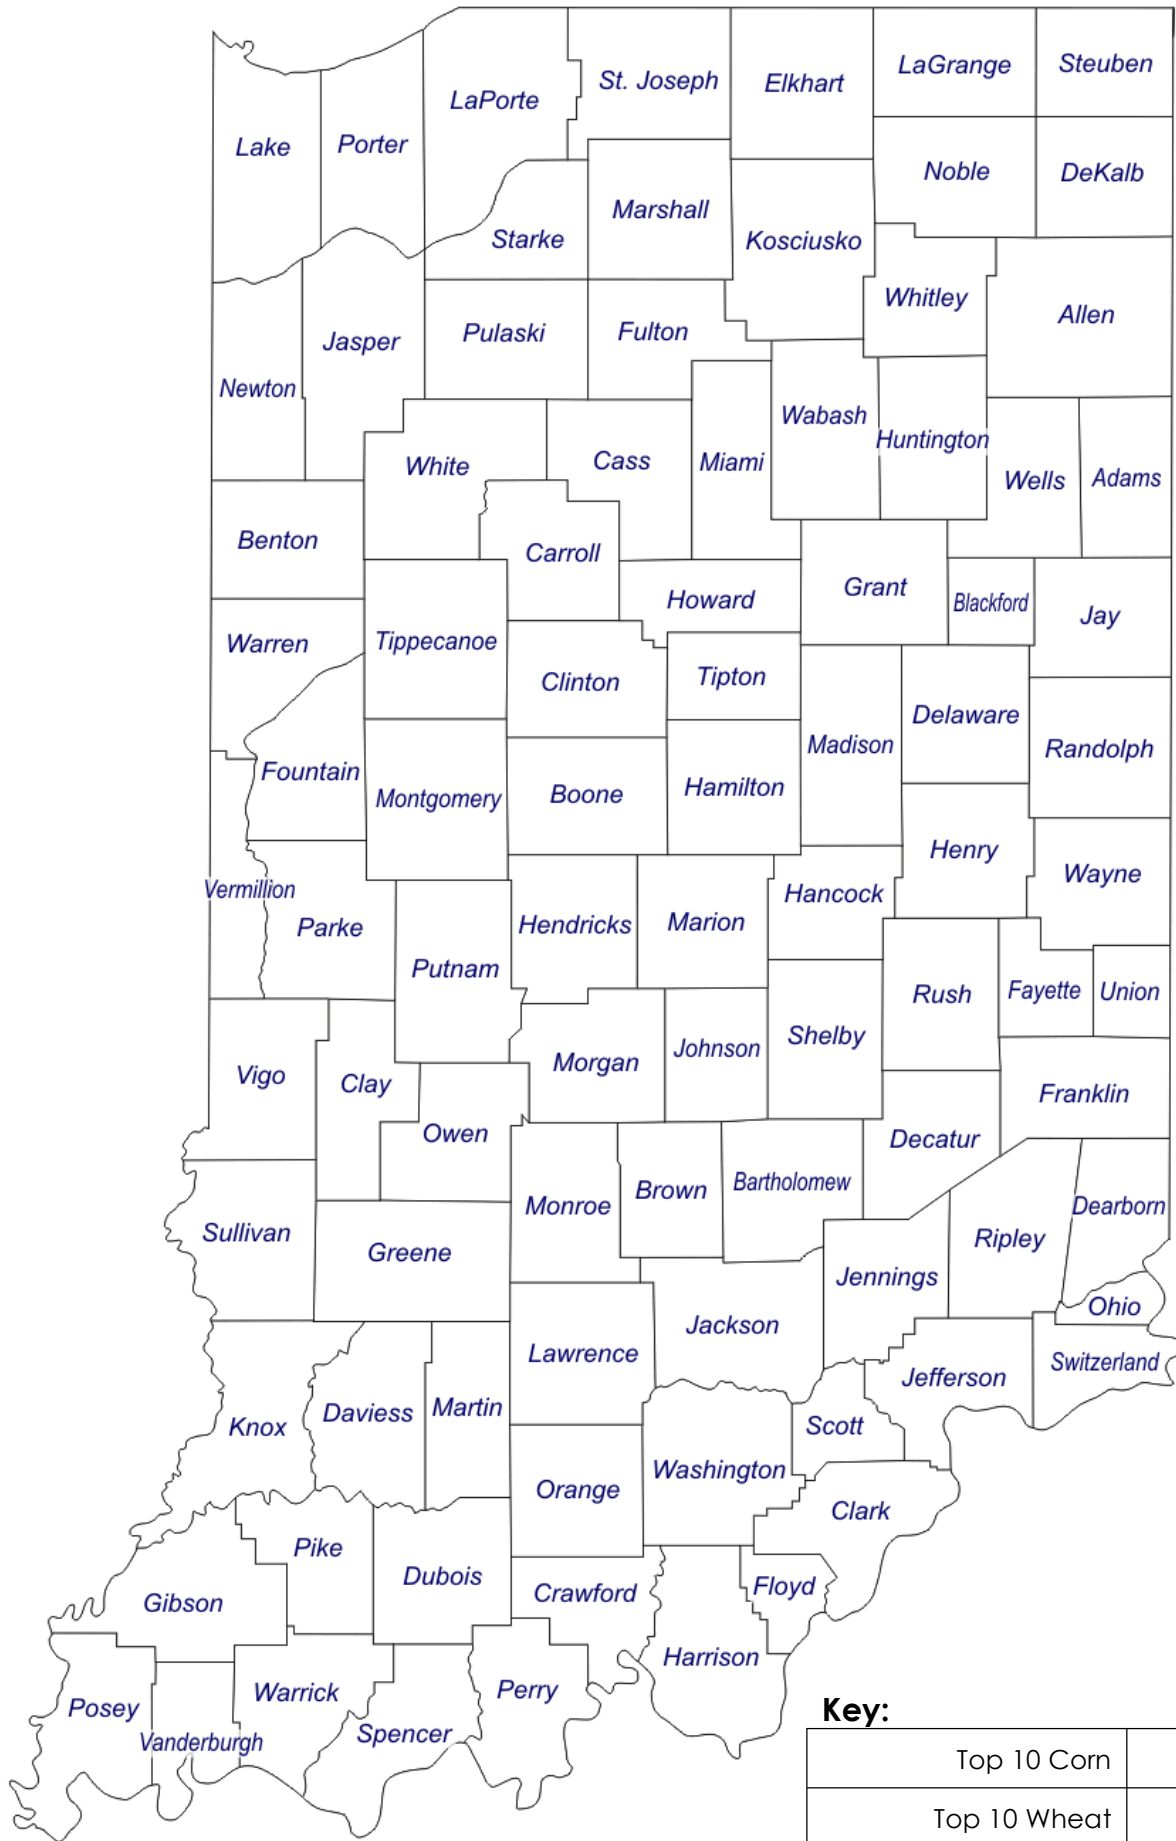 LaGrange
Steuben
St. Joseph
Elkhart
LaPorte
Lake
Porter
Noble
DeKalb
Marshall
Starke
Kosciusko
Whitley
Allen
Jasper
Pulaski
Fulton
Newton
Wabash
Huntington
White
Cass
Miami
Wells
Adams
Benton
Carroll
Howard
Grant
Blackford
Jay
Warren
Tippecanoe
Clinton
Tipton
Delaware
Madison
Randolph
Fountain
Montgomery
Boone
Hamilton
Henry
Wayne
Vermillion
Parke
Hendricks
Marion
Hancock
Putnam
Rush
Fayette
Union
Vigo
Clay
Morgan
Johnson
Shelby
Franklin
Owen
Decatur
Monroe
Brown
Bartholomew
Dearborn
Sullivan
Greene
Ripley
Jennings
Ohio
Jackson
Lawrence
Switzerland
Jefferson
Knox
Daviess
Martin
Scott
Washington
Orange
Clark
Pike
Dubois
Crawford
Floyd
Gibson
Harrison
Posey
Warrick
Perry
Spencer
Vanderburgh
Key:
Top 10 Corn
Top 10 Wheat